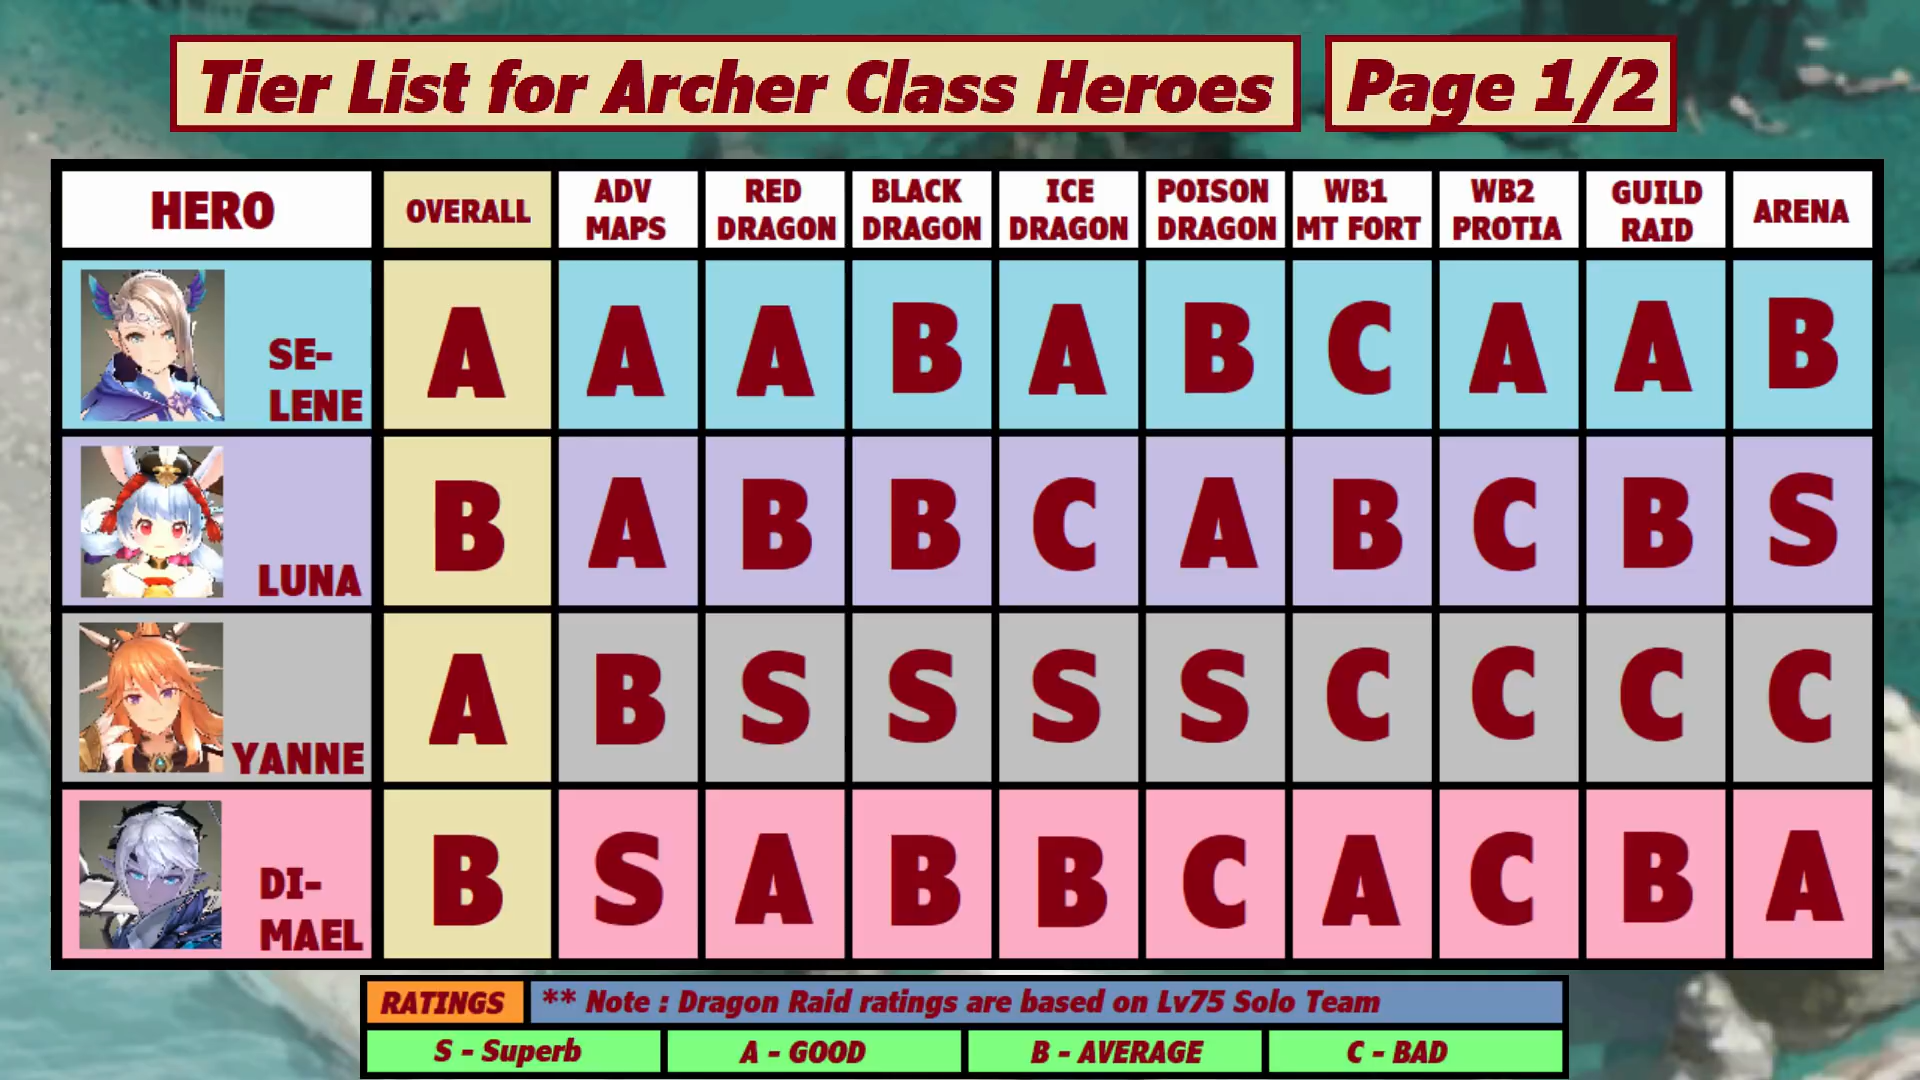 Tier List for Archer Class Heroes Page 1/2
HERO OVERALL ADV MAPS RED DRAGON BLACK DRAGON ICE DRAGON POISON DRAGON WB1 MT FORT WB2 PROTIA GUILD RAID ARENA
SE-LENE A A A B A B C A A B
LUNA B A B B C A B C B S
YANNE A B S S S S C C C C
DI-MAEL B S A B B C A C B A
RATINGS ** Note : Dragon Raid ratings are based on Lv75 Solo Team
S - Superb A - GOOD B - AVERAGE C - BAD